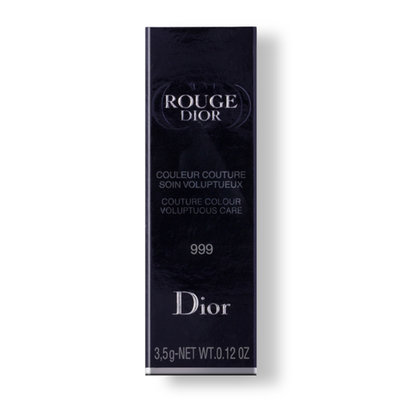 ROUGE
DIOR
COULEUR COUTURE
SOIN VOLUPTUEUX
COUTURE COLOUR
VOLUPTUOUS CARE
999
Dior
3,5g-NET WT.0.12 OZ